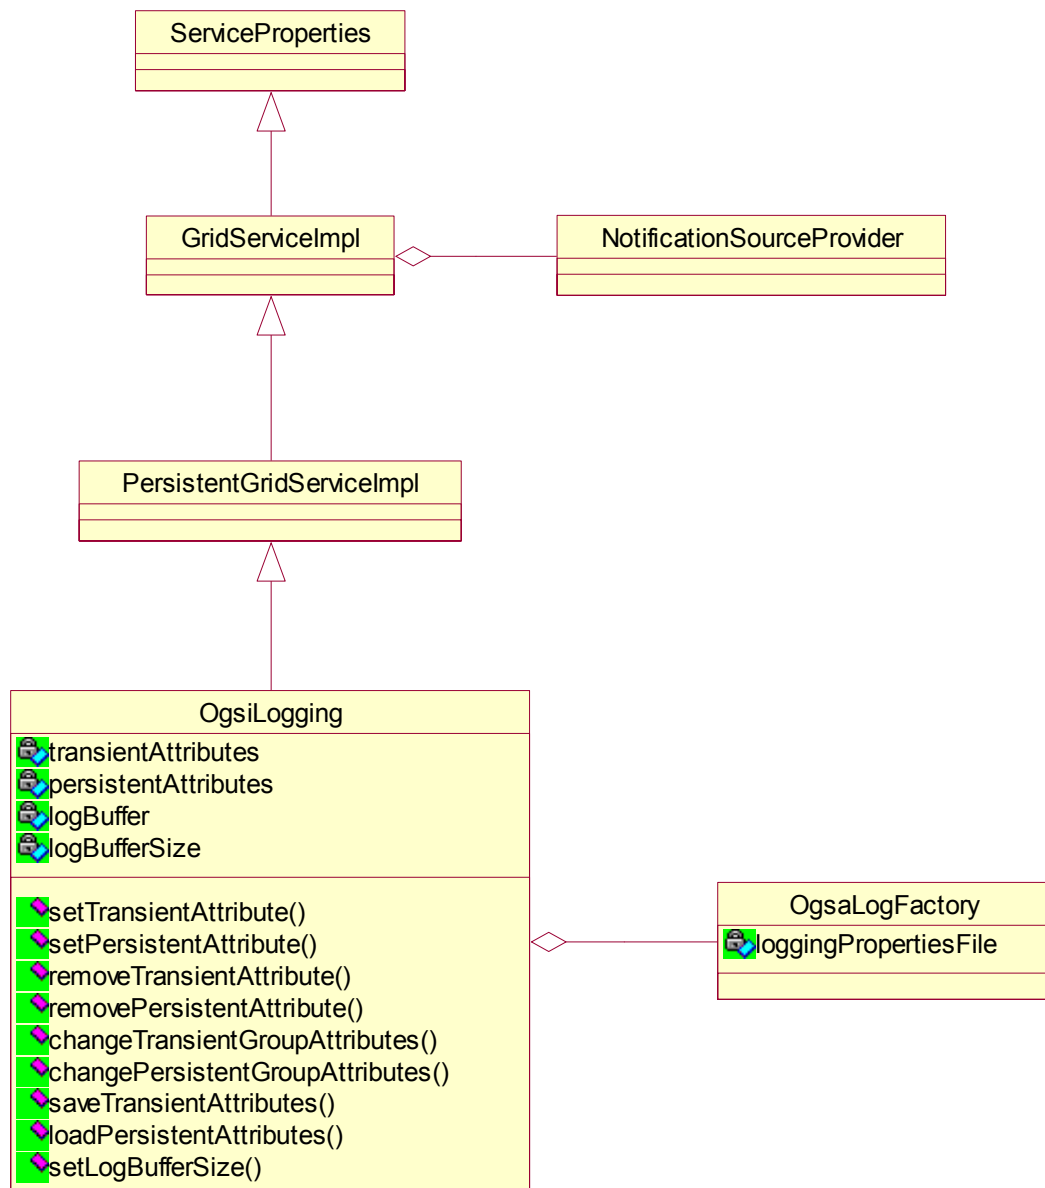 ServiceProperties
GridServiceImpl
NotificationSourceProvider
PersistentGridServiceImpl
OgsiLogging
transientAttributes
persistentAttributes
logBuffer
logBufferSize
setTransientAttribute()
setPersistentAttribute()
removeTransientAttribute()
removePersistentAttribute()
changeTransientGroupAttributes()
changePersistentGroupAttributes()
saveTransientAttributes()
loadPersistentAttributes()
setLogBufferSize()
OgsaLogFactory
loggingPropertiesFile